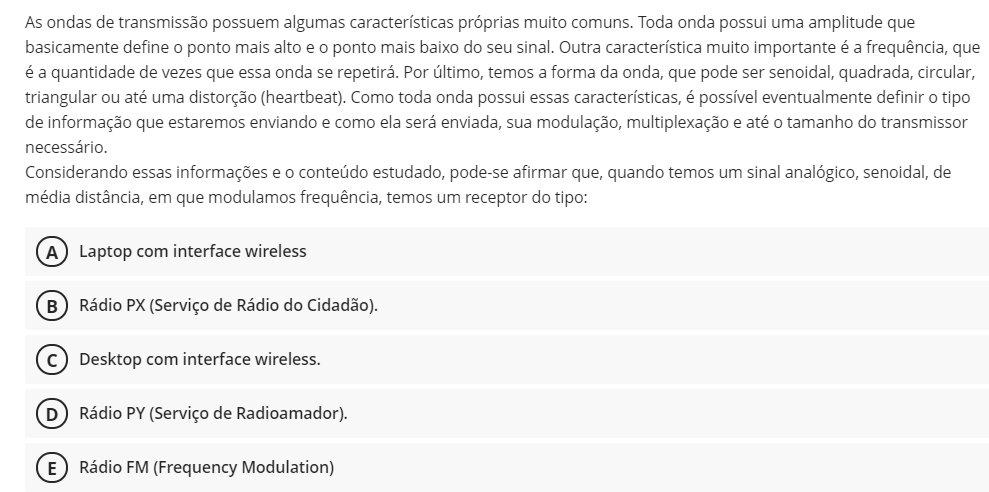 As ondas de transmissão possuem algumas características próprias muito comuns. Toda onda possui uma amplitude que
basicamente define o ponto mais alto e o ponto mais baixo do seu sinal. Outra característica muito importante é a frequência, que
é a quantidade de vezes que essa onda se repetirá. Por último, temos a forma da onda, que pode ser senoidal, quadrada, circular,
triangular ou até uma distorção (heartbeat). Como toda onda possui essas características, é possível eventualmente definir o tipo
de informação que estaremos enviando e como ela será enviada, sua modulação, multiplexação e até o tamanho do transmissor
necessário.
Considerando essas informações e o conteúdo estudado, pode-se afirmar que, quando temos um sinal analógico, senoidal, de
média distância, em que modulamos frequência, temos um receptor do tipo:
A Laptop com interface wireless
B Rádio PX (Serviço de Rádio do Cidadão).
C Desktop com interface wireless.
D Rádio PY (Serviço de Radioamador).
E Rádio FM (Frequency Modulation)